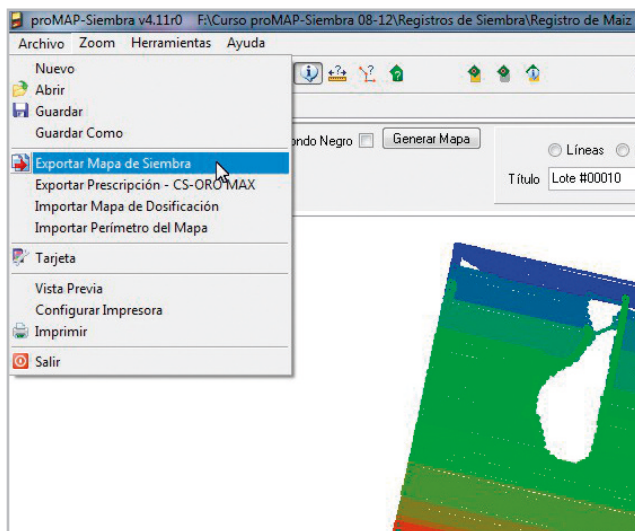 proMAP-Siembra v4.11r0 F:\Curso proMAP-Siembra 08-12\Registros de Siembra\Registro de Maiz
Archivo Zoom Herramientas Ayuda
Nuevo
Abrir
Guardar
Guardar Como
Exportar Mapa de Siembra
Exportar Prescripción - CS-ORO MAX
Importar Mapa de Dosificación
Importar Perímetro del Mapa
Tarjeta
Vista Previa
Configurar Impresora
Imprimir
Salir
ondo Negro Generar Mapa
Líneas
Título Lote #00010